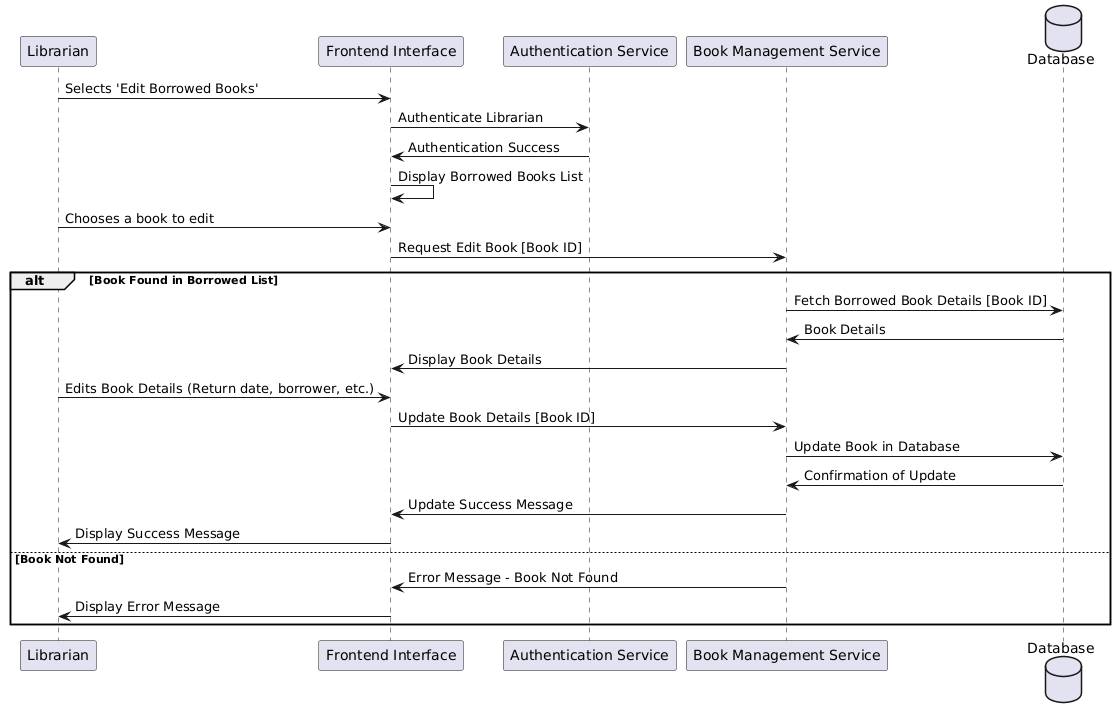 Database
Librarian
Frontend Interface
Authentication Service
Book Management Service
Selects 'Edit Borrowed Books'
Authenticate Librarian
Authentication Success
Display Borrowed Books List
Chooses a book to edit
Request Edit Book [Book ID]
alt
[Book Found in Borrowed List]
Fetch Borrowed Book Details [Book ID]
Book Details
Display Book Details
Edits Book Details (Return date, borrower, etc.)
Update Book Details [Book ID]
Update Book in Database
Confirmation of Update
Update Success Message
Display Success Message
[Book Not Found]
Error Message - Book Not Found
Display Error Message
Librarian
Frontend Interface
Authentication Service
Book Management Service
Database